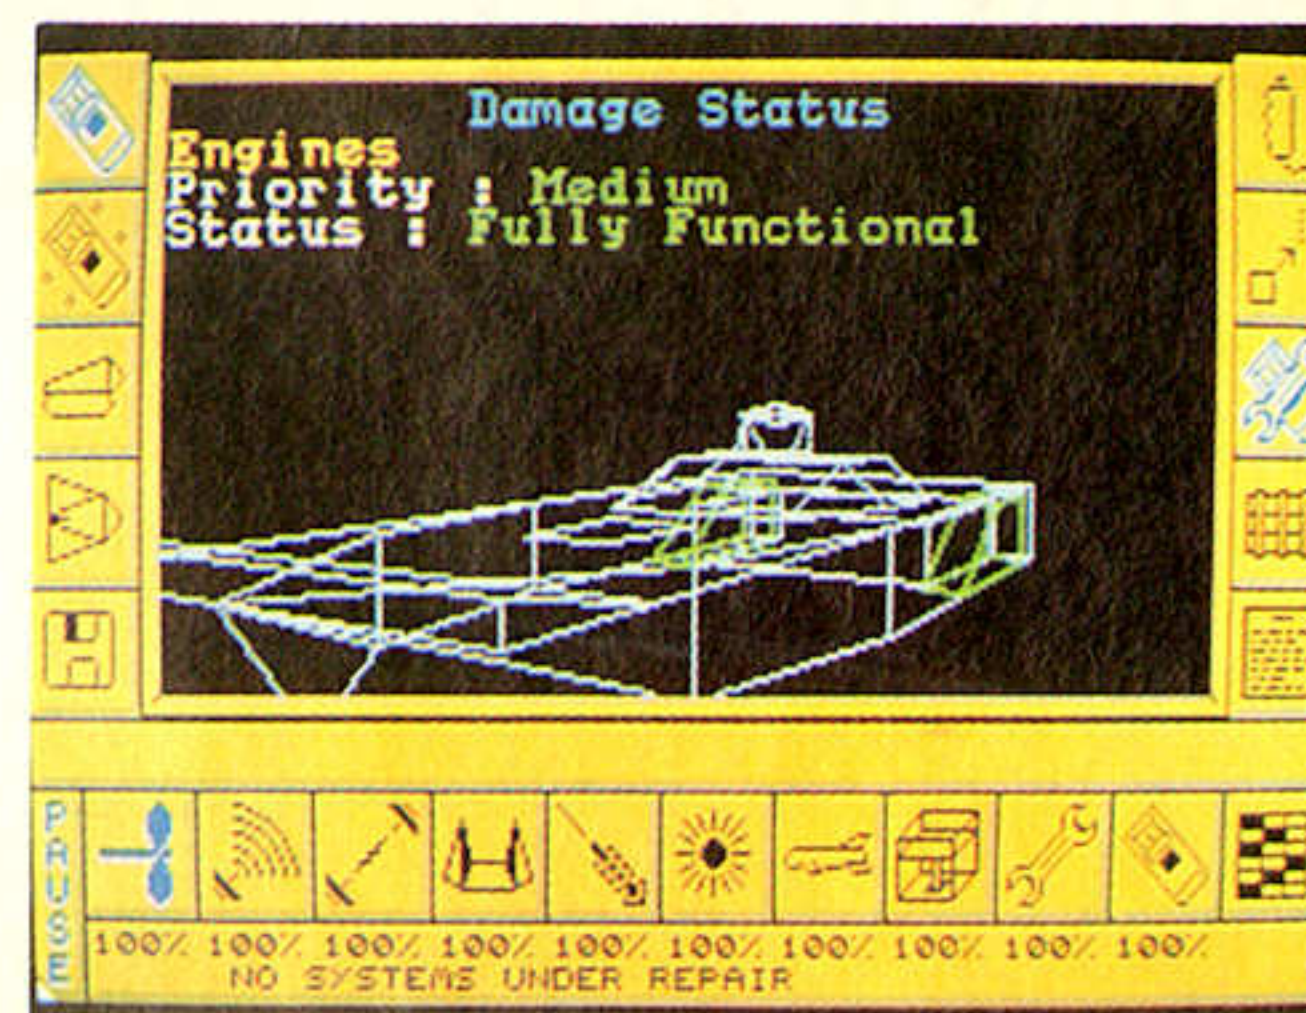 Damage Status
Engines
Priority : Medium
Status : Fully Functional
PAUSE
100% 100% 100% 100% 100% 100% 100% 100% 100% 100%
NO SYSTEMS UNDER REPAIR